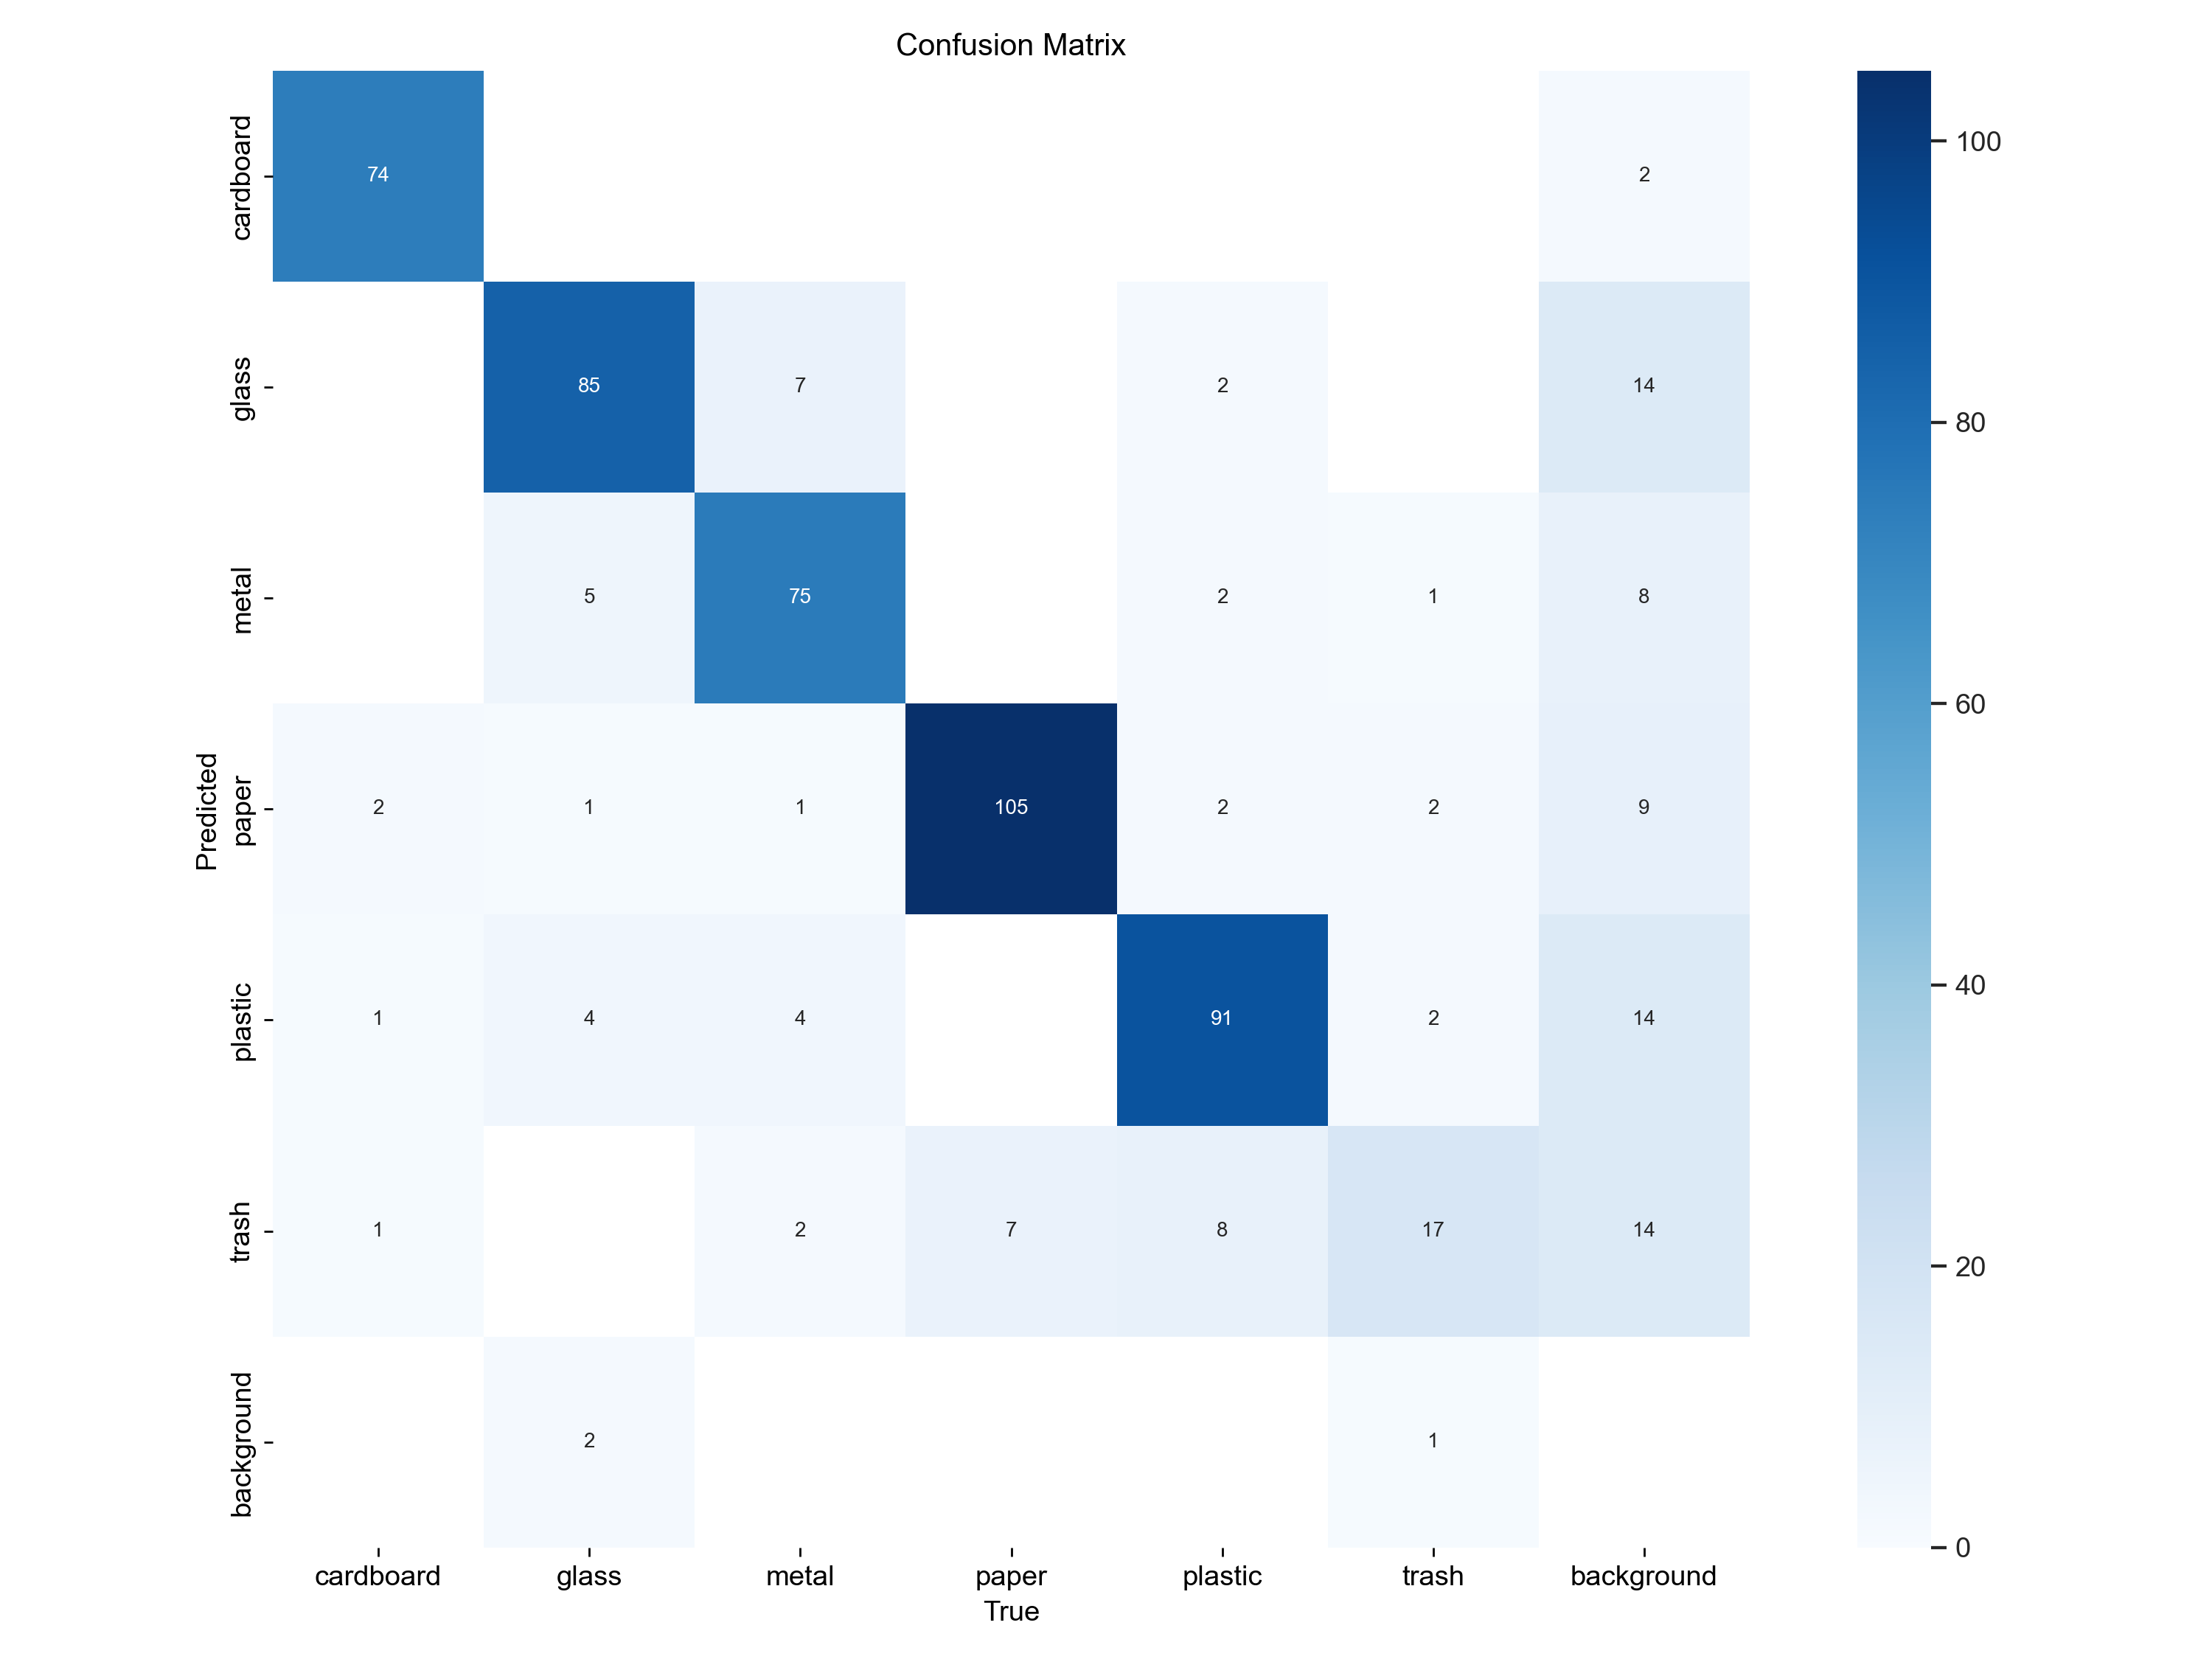 Confusion Matrix
cardboard 74 2
glass 85 7 2 14
metal 5 75 2 1 8
Predicted
paper 2 1 1 105 2 2 9
plastic 1 4 4 91 2 14
trash 1 2 7 8 17 14
background 2 1
cardboard glass metal paper plastic trash background
True
100
80
60
40
20
0